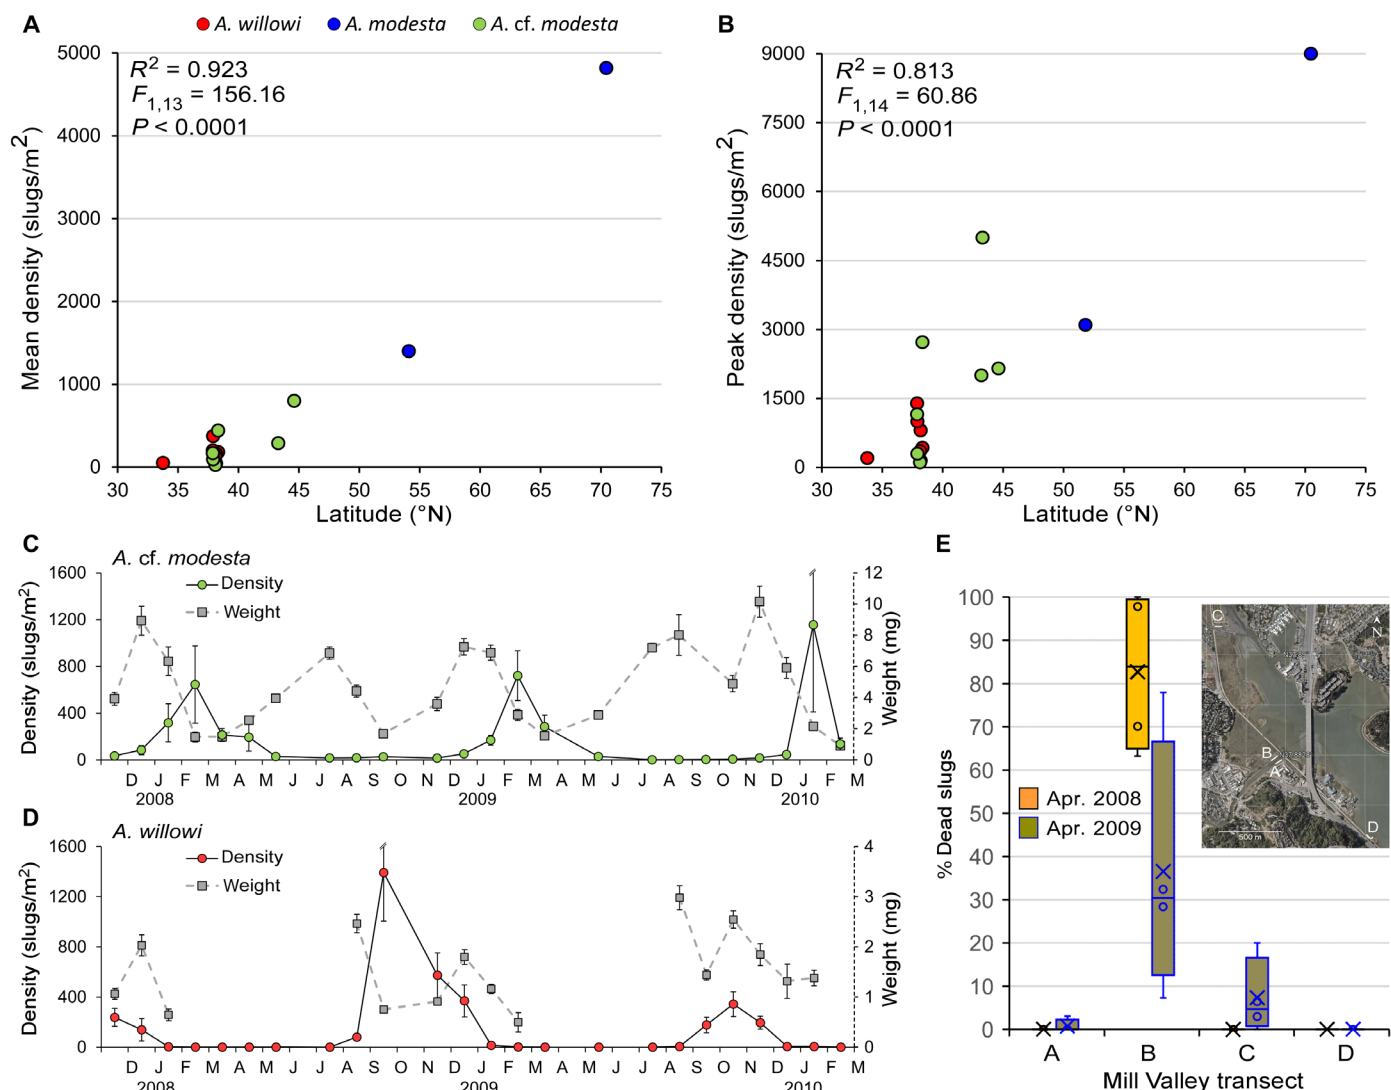 A
A. willowi
A. modesta
A. cf. modesta
R² = 0.923
F1,13 = 156.16
P < 0.0001
Mean density (slugs/m²)
5000
4000
3000
2000
1000
0
30 35 40 45 50 55 60 65 70 75
Latitude (°N)
B
R² = 0.813
F1,14 = 60.86
P < 0.0001
Peak density (slugs/m²)
9000
7500
6000
4500
3000
1500
0
30 35 40 45 50 55 60 65 70 75
Latitude (°N)
C
A. cf. modesta
Density
Weight
Density (slugs/m²)
1600
1200
800
400
0
12
10
8
6
4
2
0
Weight (mg)
D J F M A M J J A S O N D J F M A M J J A S O N D J F M
2008 2009 2010
D
A. willowi
Density
Weight
Density (slugs/m²)
1600
1200
800
400
0
4
3
2
1
0
Weight (mg)
D J F M A M J J A S O N D J F M A M J J A S O N D J F M
2008 2009 2010
E
% Dead slugs
100
90
80
70
60
50
40
30
20
10
0
Apr. 2008
Apr. 2009
C
N
B
A
D
500 m
A B C D
Mill Valley transect